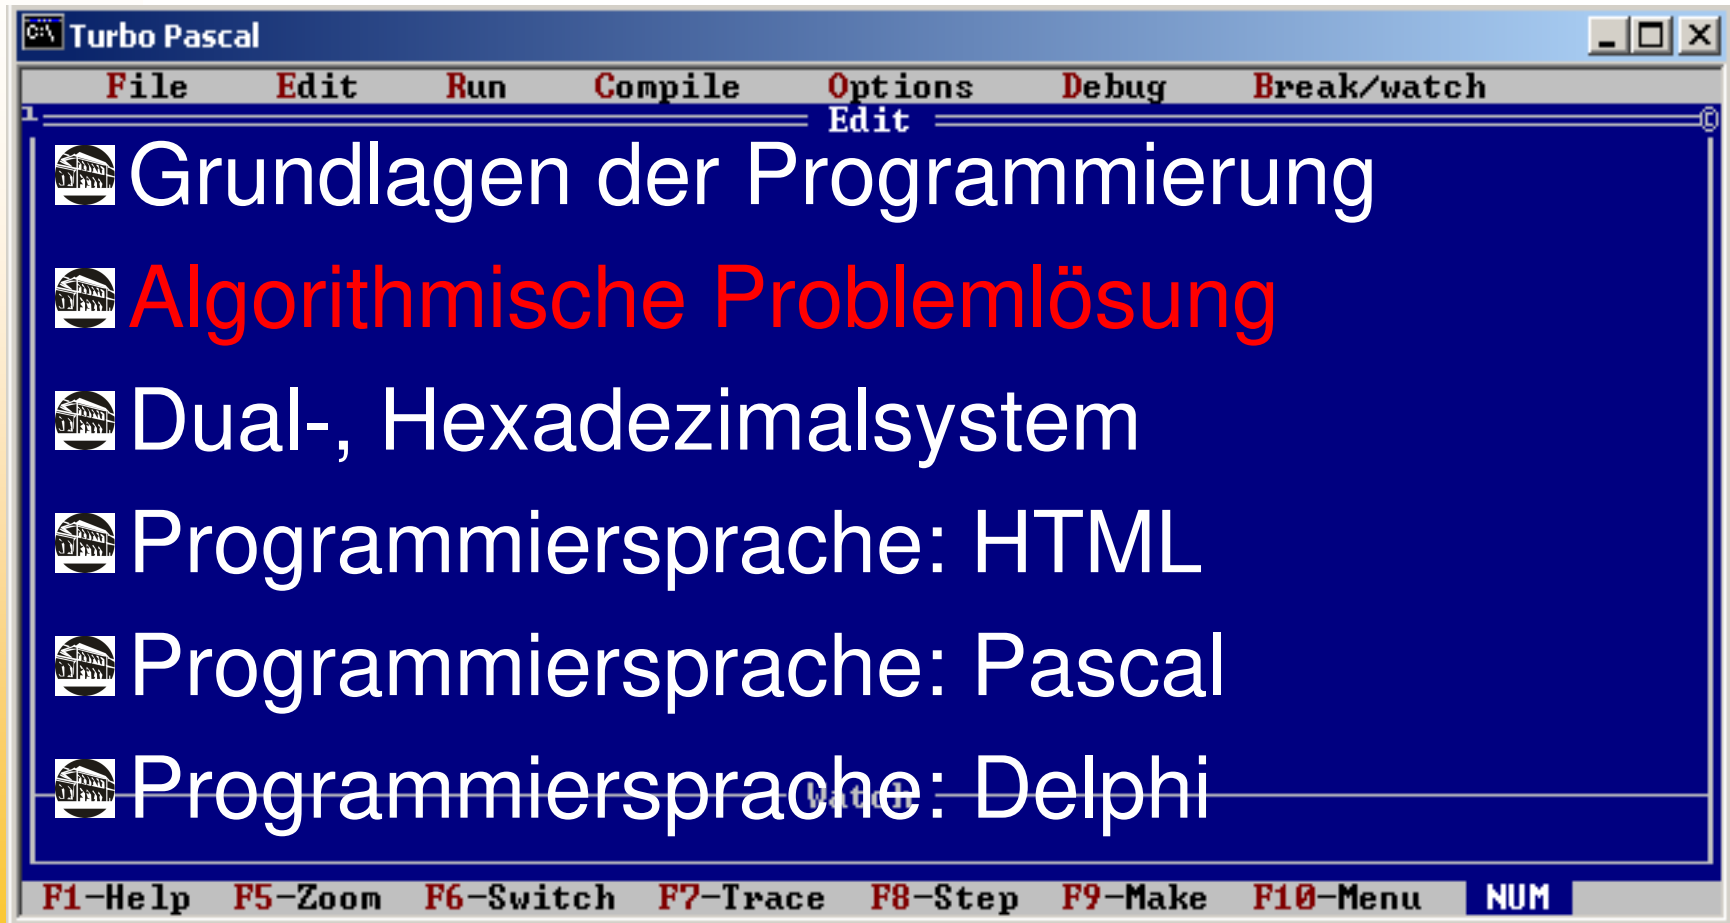 Turbo Pascal
File Edit Run Compile Options Debug Break/watch
1 Edit
Grundlagen der Programmierung
Algorithmische Problemlösung
Dual-, Hexadezimalsystem
Programmiersprache: HTML
Programmiersprache: Pascal
Programmiersprache: Delphi
Watch
F1-Help F5-Zoom F6-Switch F7-Trace F8-Step F9-Make F10-Menu NUM